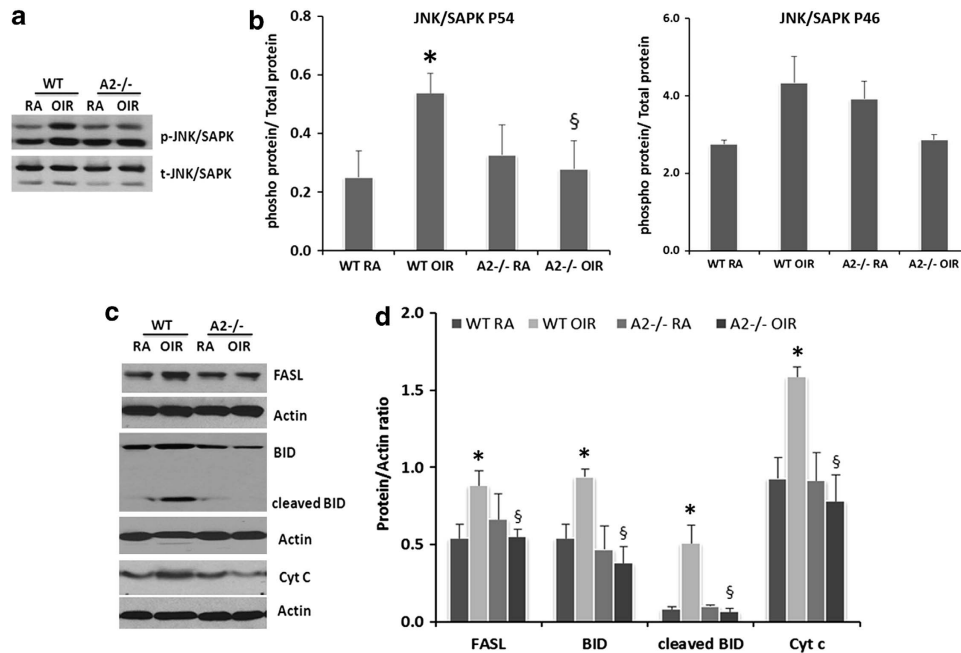 a
WT A2-/-
RA OIR RA OIR
p-JNK/SAPK
t-JNK/SAPK
b
JNK/SAPK P54
phospho protein/ Total protein
0.8
0.6
0.4
0.2
0.0
*
§
WT RA WT OIR A2-/- RA A2-/- OIR
JNK/SAPK P46
phospho protein/ Total protein
6.0
4.0
2.0
0.0
WT RA WT OIR A2-/- RA A2-/- OIR
c
WT A2-/-
RA OIR RA OIR
FASL
Actin
BID
cleaved BID
Actin
Cyt C
Actin
d
WT RA WT OIR A2-/- RA A2-/- OIR
Protein/Actin ratio
2.0
1.5
1.0
0.5
0.0
* §
* §
* §
* §
FASL BID cleaved BID Cyt c